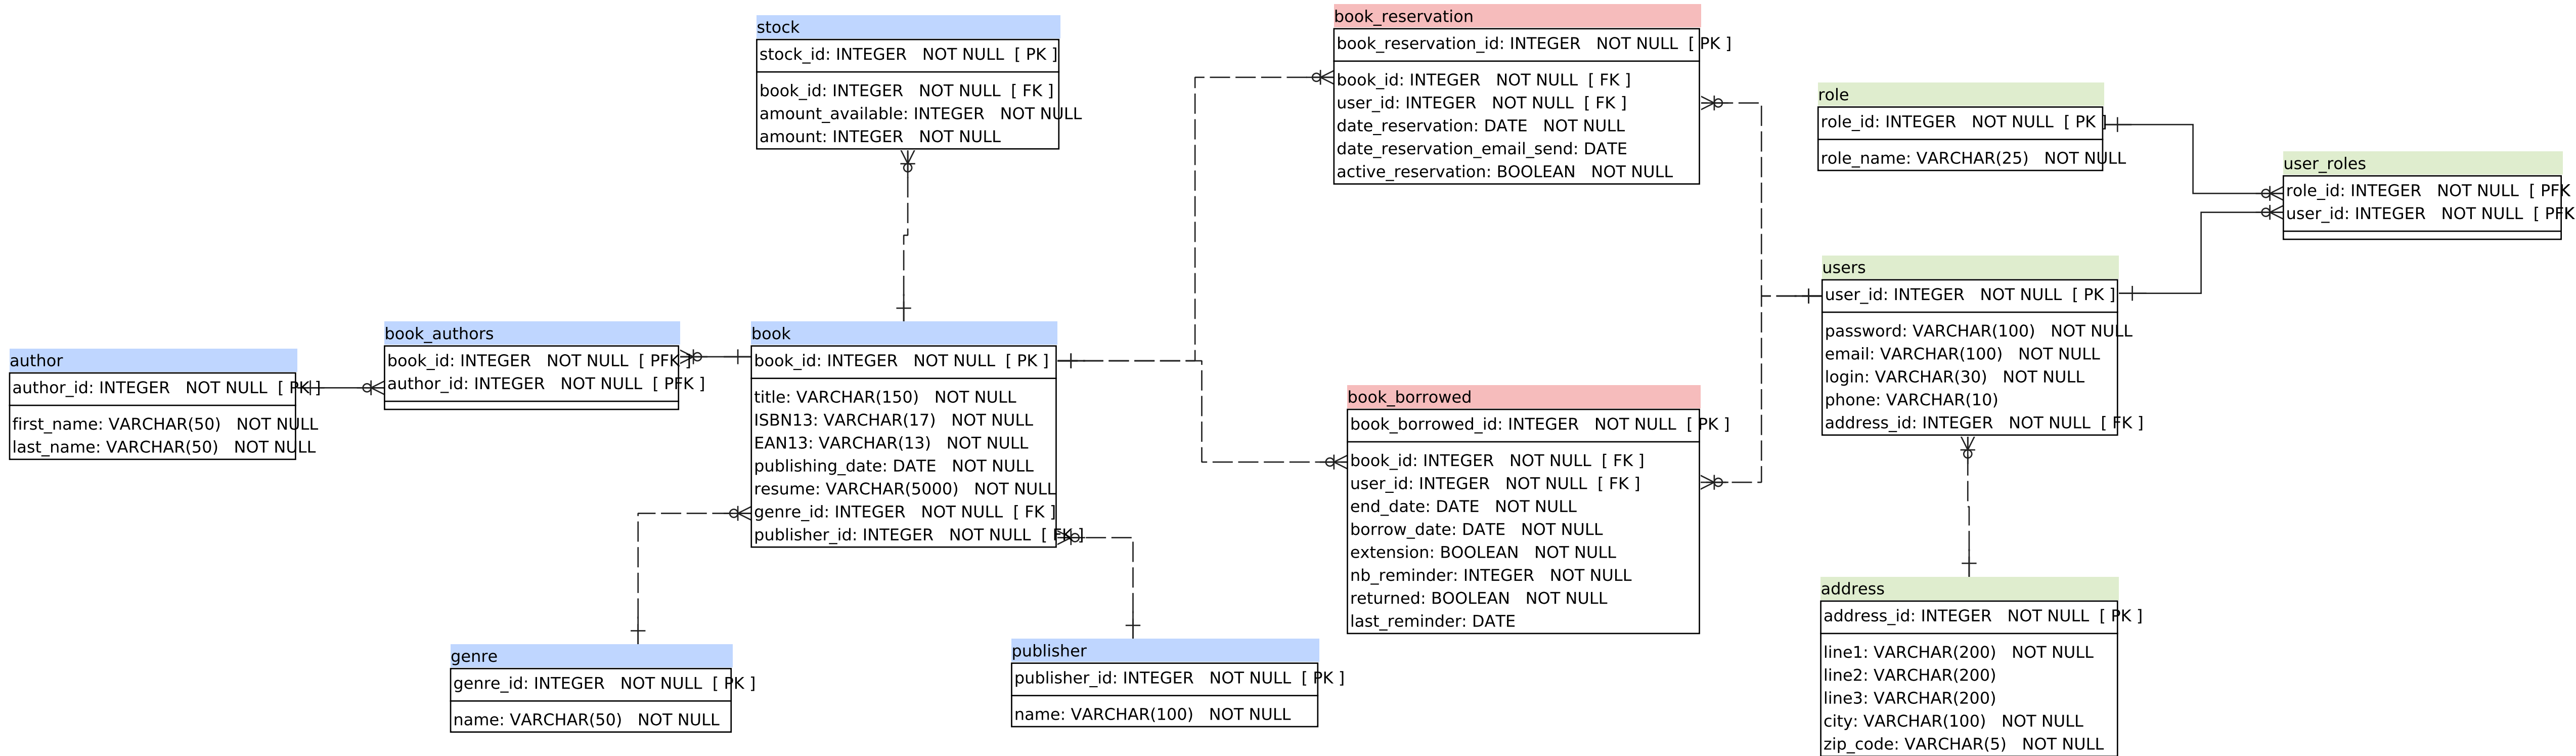 stock
stock_id: INTEGER NOT NULL [ PK ]
book_id: INTEGER NOT NULL [ FK ]
amount_available: INTEGER NOT NULL
amount: INTEGER NOT NULL
book_reservation
book_reservation_id: INTEGER NOT NULL [ PK ]
book_id: INTEGER NOT NULL [ FK ]
user_id: INTEGER NOT NULL [ FK ]
date_reservation: DATE NOT NULL
date_reservation_email_send: DATE
active_reservation: BOOLEAN NOT NULL
role
role_id: INTEGER NOT NULL [ PK ]
role_name: VARCHAR(25) NOT NULL
user_roles
role_id: INTEGER NOT NULL [ PFK
user_id: INTEGER NOT NULL [ PFK
author
author_id: INTEGER NOT NULL [ PK ]
first_name: VARCHAR(50) NOT NULL
last_name: VARCHAR(50) NOT NULL
book_authors
book_id: INTEGER NOT NULL [ PFK ]
author_id: INTEGER NOT NULL [ PFK ]
book
book_id: INTEGER NOT NULL [ PK ]
title: VARCHAR(150) NOT NULL
ISBN13: VARCHAR(17) NOT NULL
EAN13: VARCHAR(13) NOT NULL
publishing_date: DATE NOT NULL
resume: VARCHAR(5000) NOT NULL
genre_id: INTEGER NOT NULL [ FK ]
publisher_id: INTEGER NOT NULL [ FK ]
book_borrowed
book_borrowed_id: INTEGER NOT NULL [ PK ]
book_id: INTEGER NOT NULL [ FK ]
user_id: INTEGER NOT NULL [ FK ]
end_date: DATE NOT NULL
borrow_date: DATE NOT NULL
extension: BOOLEAN NOT NULL
nb_reminder: INTEGER NOT NULL
returned: BOOLEAN NOT NULL
last_reminder: DATE
users
user_id: INTEGER NOT NULL [ PK ]
password: VARCHAR(100) NOT NULL
email: VARCHAR(100) NOT NULL
login: VARCHAR(30) NOT NULL
phone: VARCHAR(10)
address_id: INTEGER NOT NULL [ FK ]
genre
genre_id: INTEGER NOT NULL [ PK ]
name: VARCHAR(50) NOT NULL
publisher
publisher_id: INTEGER NOT NULL [ PK ]
name: VARCHAR(100) NOT NULL
address
address_id: INTEGER NOT NULL [ PK ]
line1: VARCHAR(200) NOT NULL
line2: VARCHAR(200)
line3: VARCHAR(200)
city: VARCHAR(100) NOT NULL
zip_code: VARCHAR(5) NOT NULL